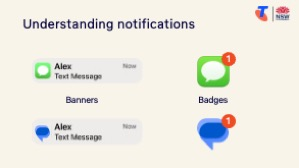 Understanding notifications
Alex Now
Text Message
1
Banners
Badges
Alex Now
Text Message
1